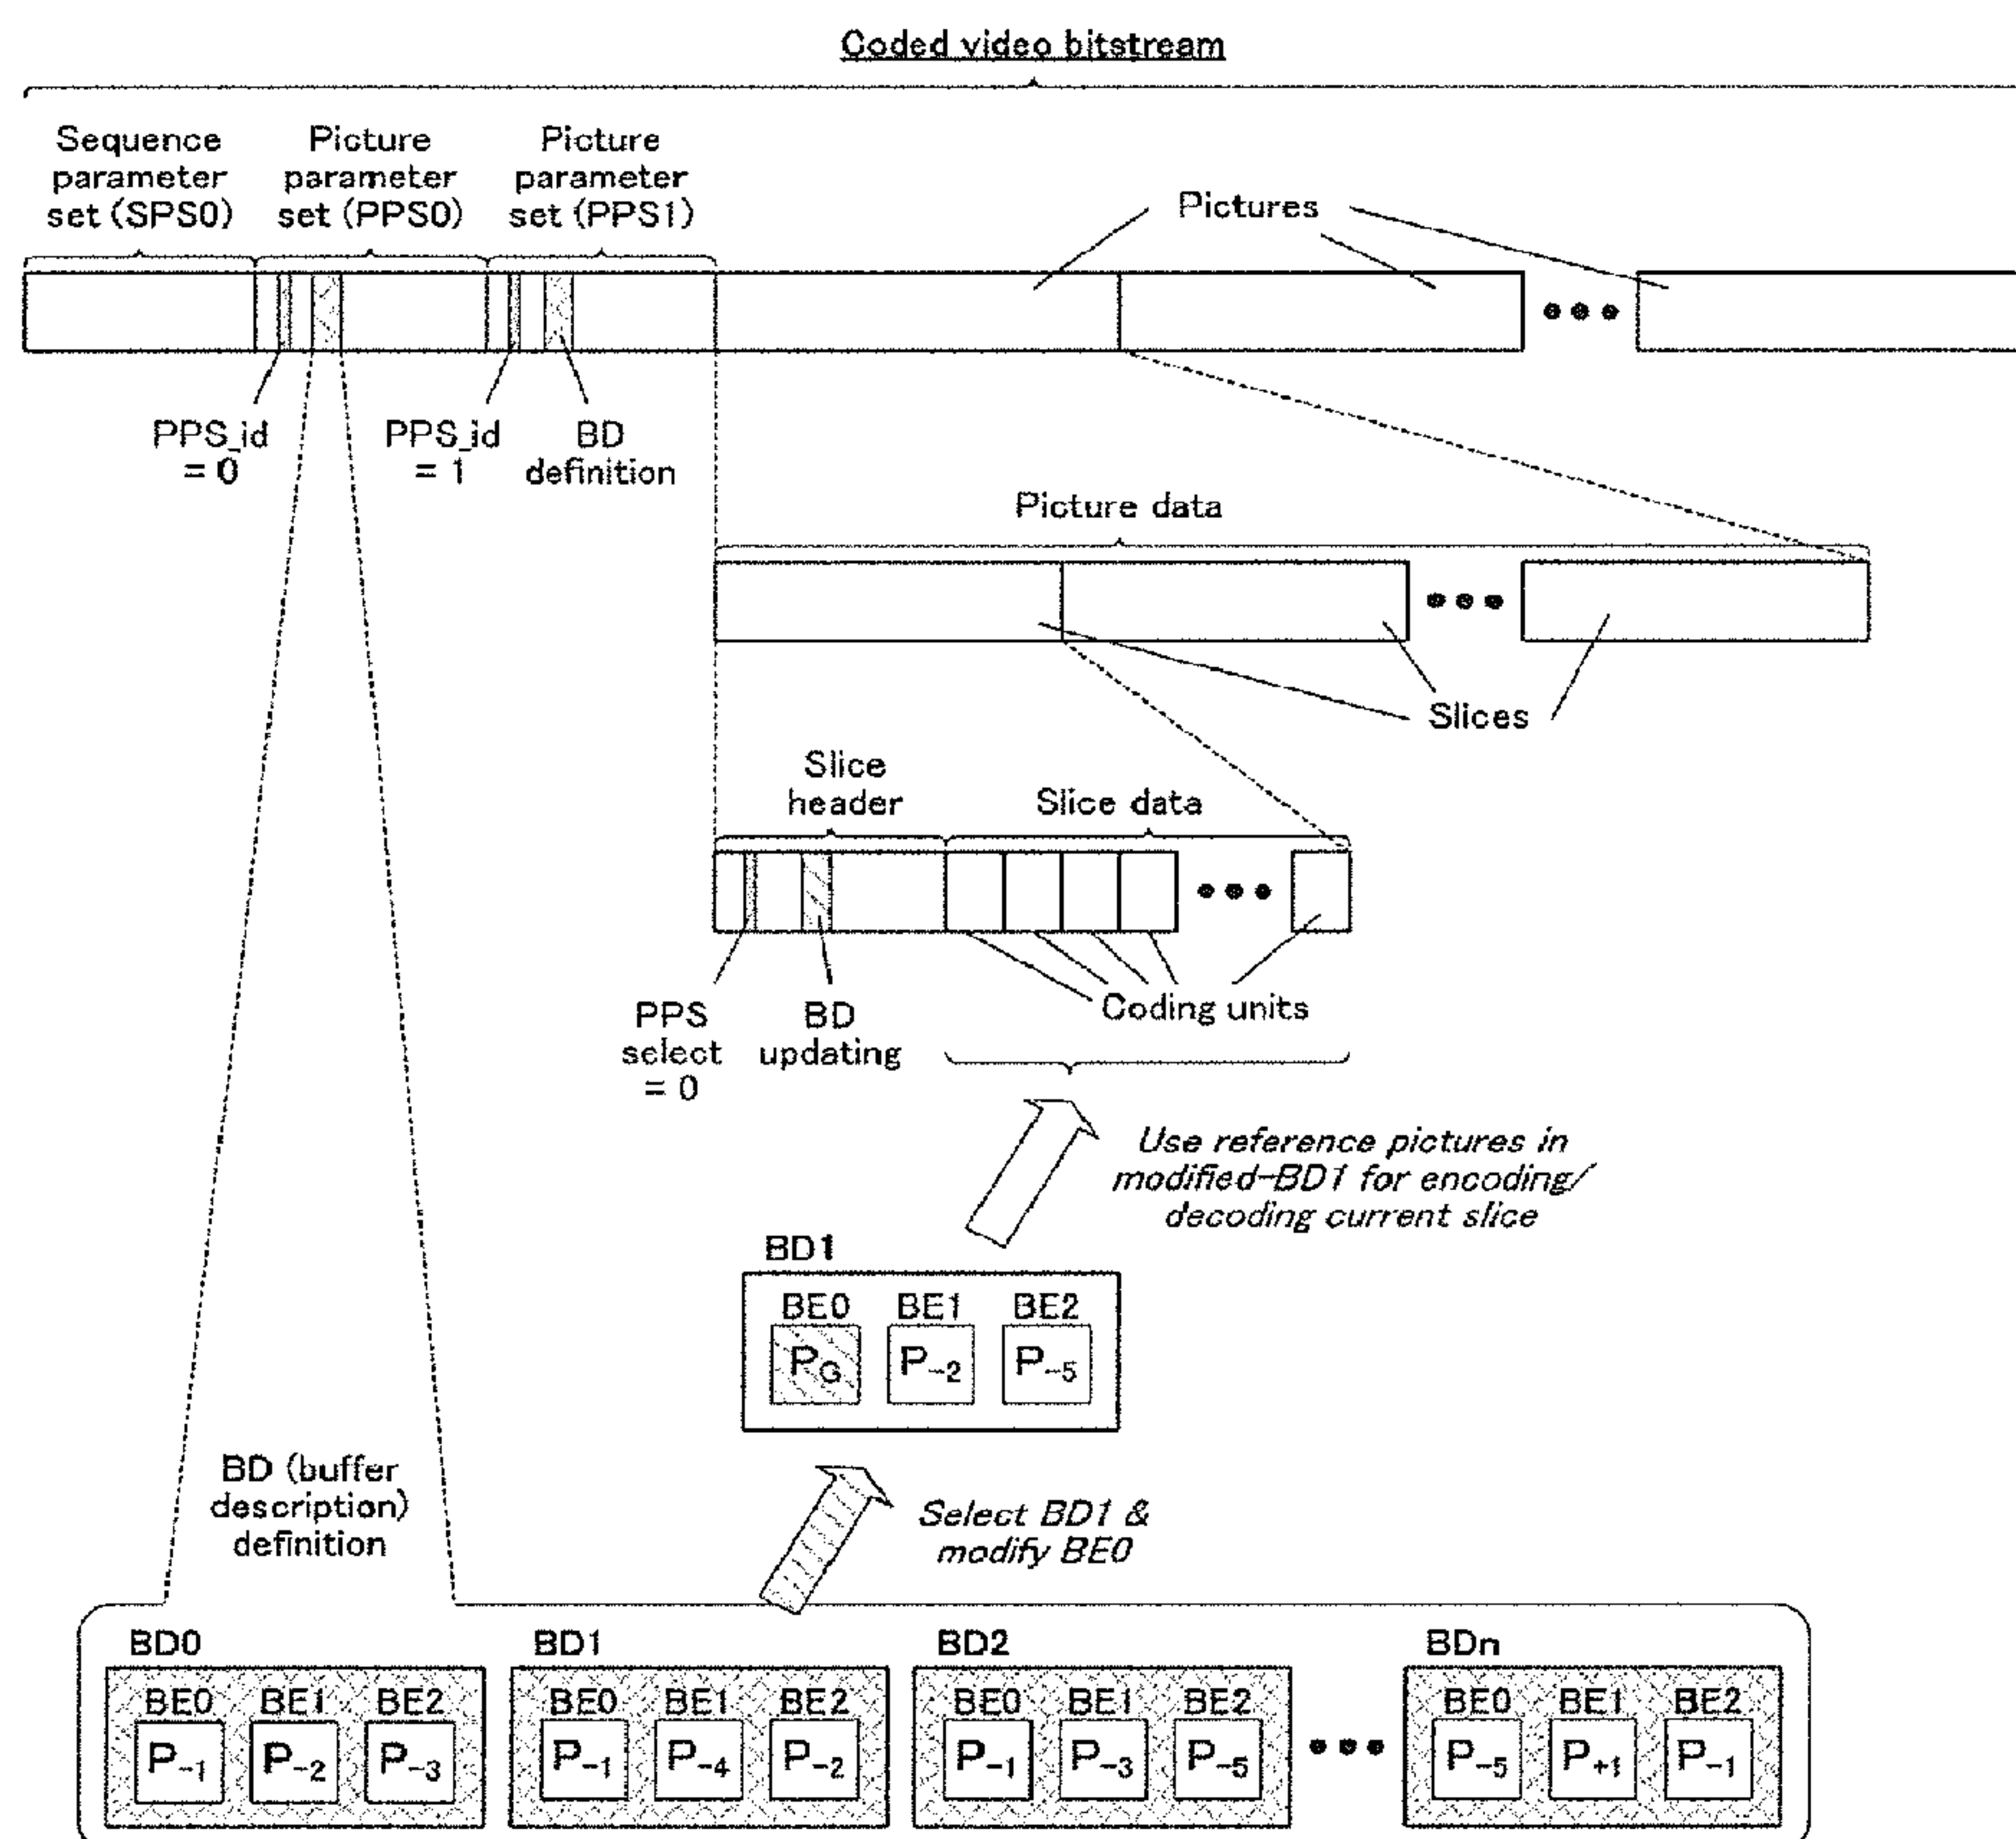 Coded video bitstream
Sequence parameter set (SPS0)
Picture parameter set (PPS0)
Picture parameter set (PPS1)
Pictures
PPS_id = 0
PPS_id = 1
BD definition
Picture data
Slices
Slice header
Slice data
PPS select = 0
BD updating
Coding units
Use reference pictures in
modified-BD1 for encoding/
decoding current slice
BD1
BE0 BE1 BE2
PG P-2 P-5
BD (buffer
description)
definition
Select BD1 &
modify BE0
BD0 BD1 BD2 BDn
BE0 BE1 BE2 BE0 BE1 BE2 BE0 BE1 BE2 BE0 BE1 BE2
P-1 P-2 P-3 P-1 P-4 P-2 P-1 P-3 P-5 P-5 P+1 P-1